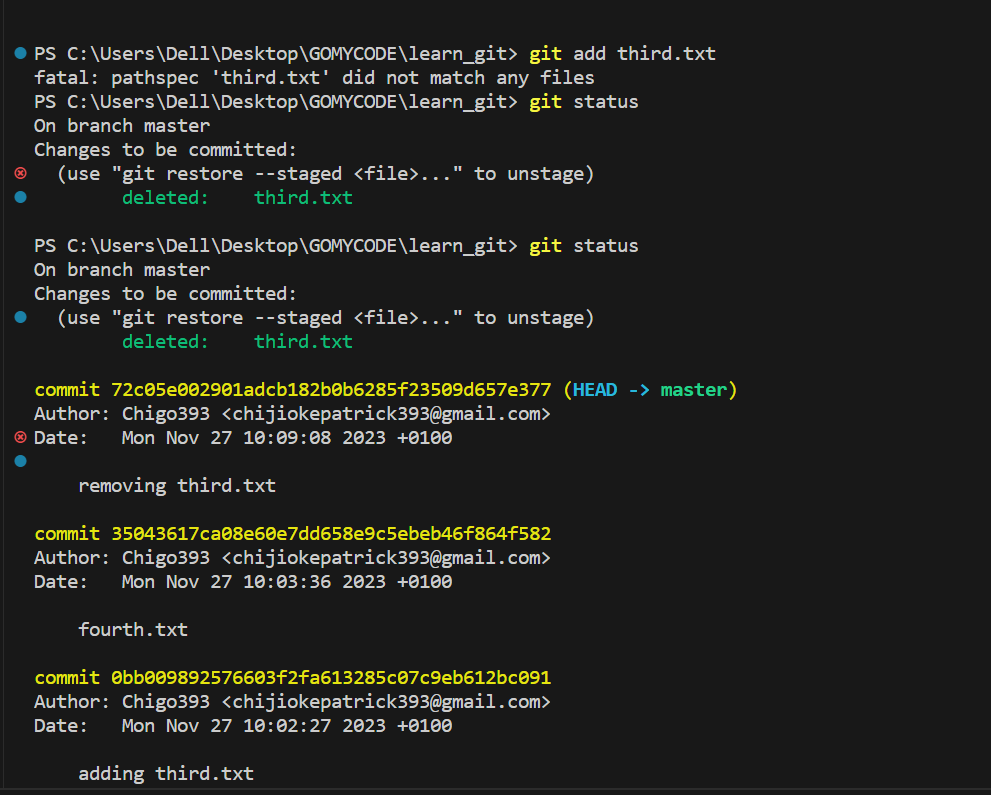 PS C:\Users\Dell\Desktop\GOMYCODE\learn_git> git add third.txt
fatal: pathspec 'third.txt' did not match any files
PS C:\Users\Dell\Desktop\GOMYCODE\learn_git> git status
On branch master
Changes to be committed:
  (use "git restore --staged <file>..." to unstage)
        deleted:    third.txt

PS C:\Users\Dell\Desktop\GOMYCODE\learn_git> git status
On branch master
Changes to be committed:
  (use "git restore --staged <file>..." to unstage)
        deleted:    third.txt

commit 72c05e002901adcb182b0b6285f23509d657e377 (HEAD -> master)
Author: Chigo393 <chijiokepatrick393@gmail.com>
Date:   Mon Nov 27 10:09:08 2023 +0100

    removing third.txt

commit 35043617ca08e60e7dd658e9c5ebeb46f864f582
Author: Chigo393 <chijiokepatrick393@gmail.com>
Date:   Mon Nov 27 10:03:36 2023 +0100

    fourth.txt

commit 0bb009892576603f2fa613285c07c9eb612bc091
Author: Chigo393 <chijiokepatrick393@gmail.com>
Date:   Mon Nov 27 10:02:27 2023 +0100

    adding third.txt